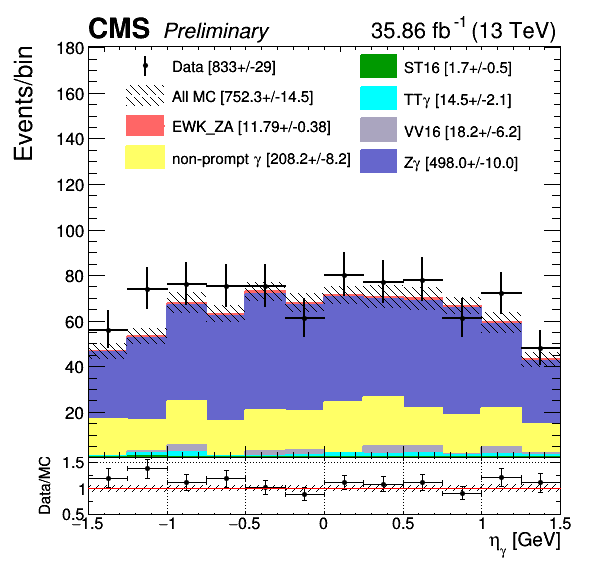 CMS Preliminary 35.86 fb⁻¹ (13 TeV)
Events/bin
180
160
140
120
100
80
60
40
20
Data [833+/-29]
All MC [752.3+/-14.5]
EWK_ZA [11.79+/-0.38]
non-prompt γ [208.2+/-8.2]
ST16 [1.7+/-0.5]
TTγ [14.5+/-2.1]
VV16 [18.2+/-6.2]
Zγ [498.0+/-10.0]
Data/MC
1.5
1
0.5
−1.5 −1 −0.5 0 0.5 1 1.5
ηγ [GeV]